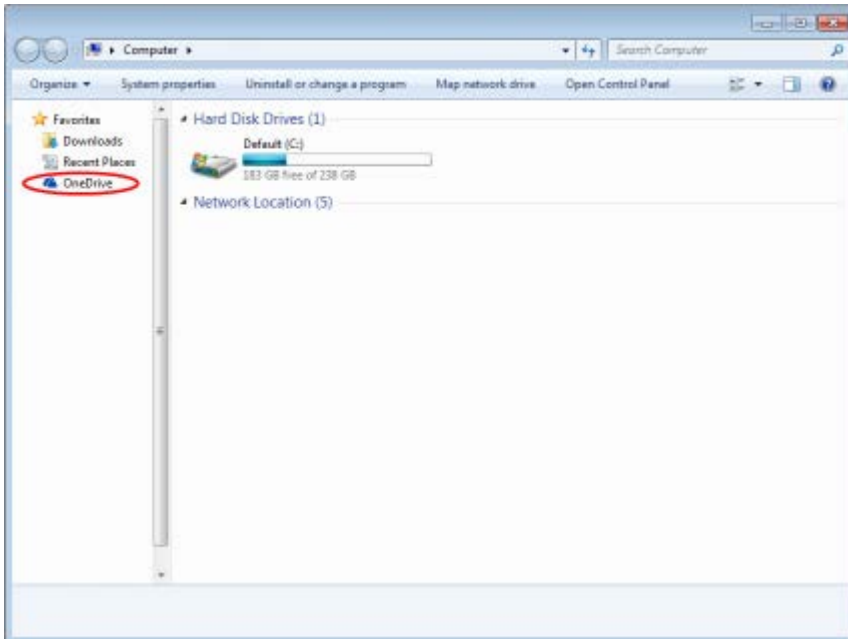 Computer
Search Computer
Organize
System properties
Uninstall or change a program
Map network drive
Open Control Panel
Favorites
Downloads
Recent Places
OneDrive
Hard Disk Drives (1)
Default (C:)
183 GB free of 238 GB
Network Location (5)